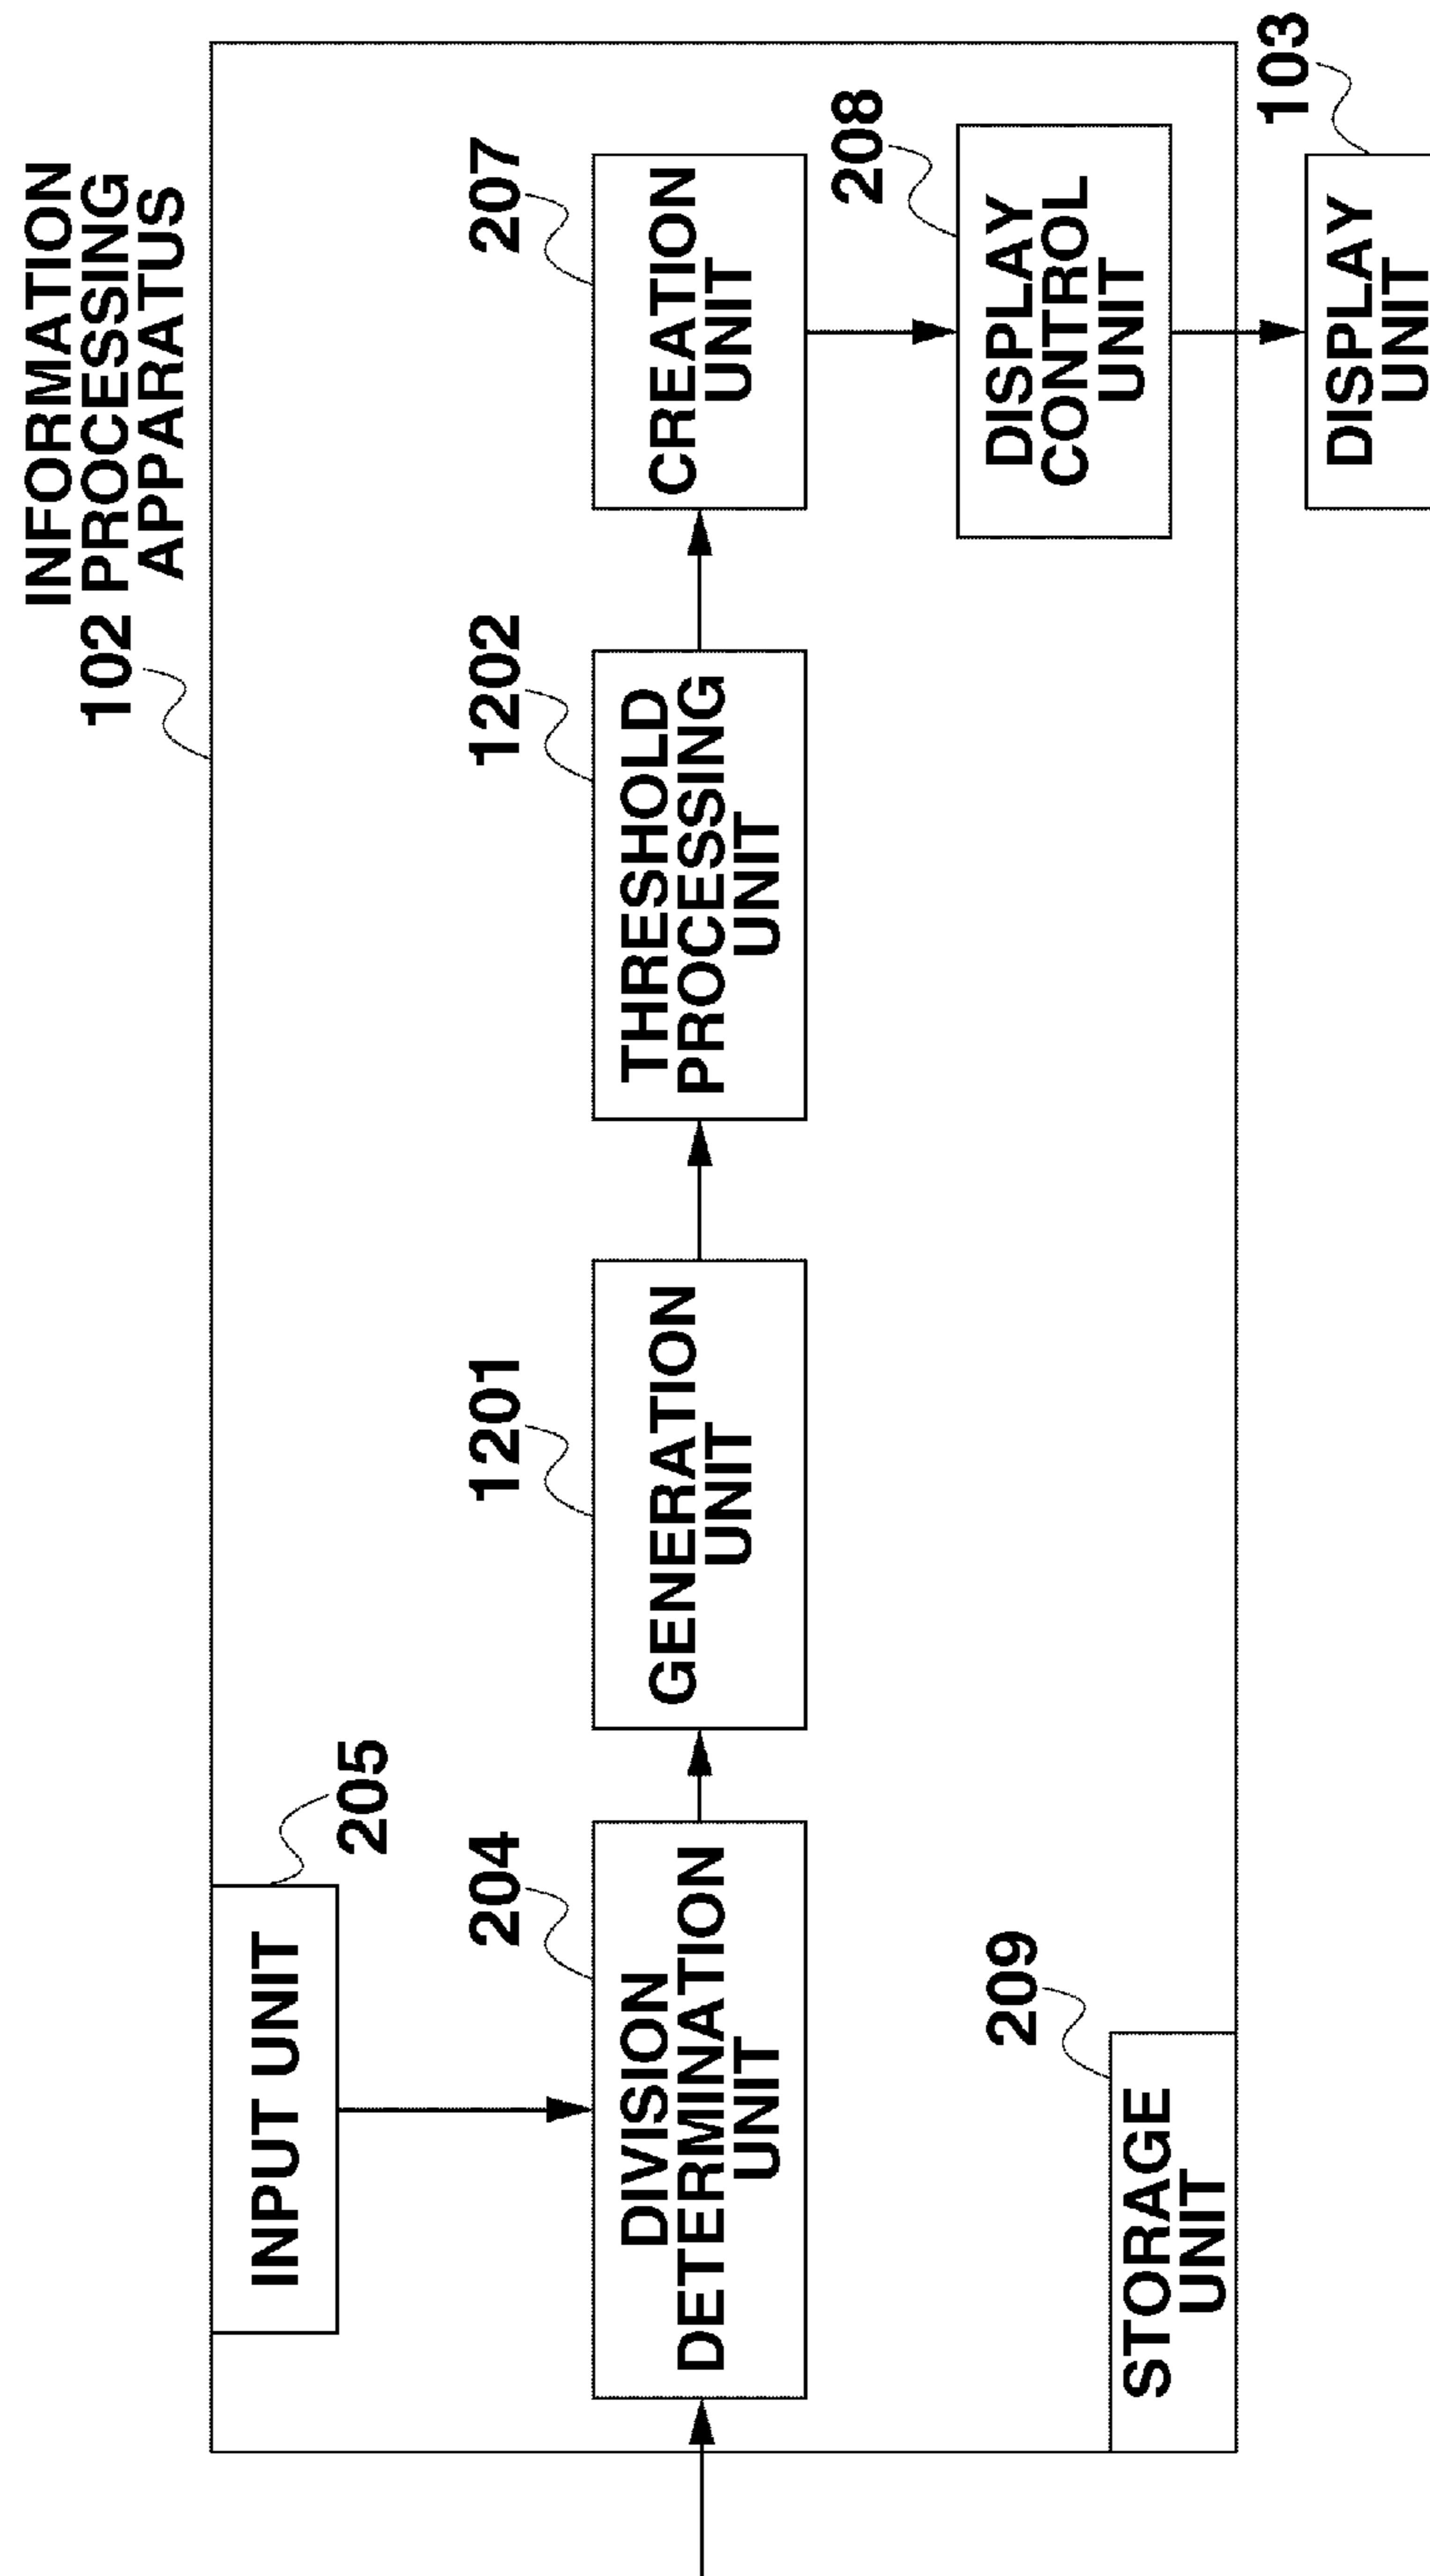 INFORMATION
102 PROCESSING
APPARATUS
INPUT UNIT
205
204
DIVISION
DETERMINATION
UNIT
1201
GENERATION
UNIT
1202
THRESHOLD
PROCESSING
UNIT
207
CREATION
UNIT
208
DISPLAY
CONTROL
UNIT
209
STORAGE
UNIT
103
DISPLAY
UNIT